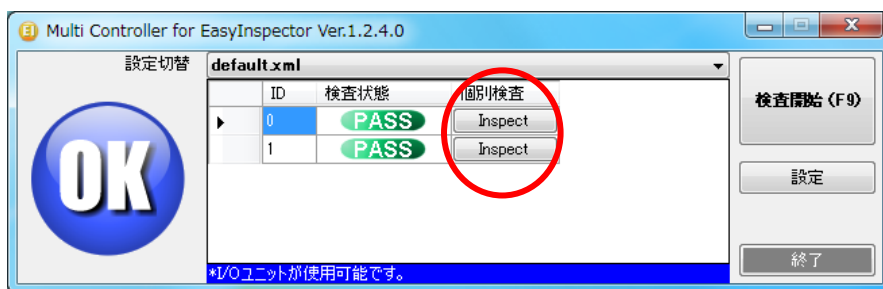 Multi Controller for EasyInspector Ver.1.2.4.0
設定切替 default.xml
ID 検査状態 個別検査
0 PASS Inspect
1 PASS Inspect
OK
検査開始 (F9)
設定
終了
*I/Oユニットが使用可能です。